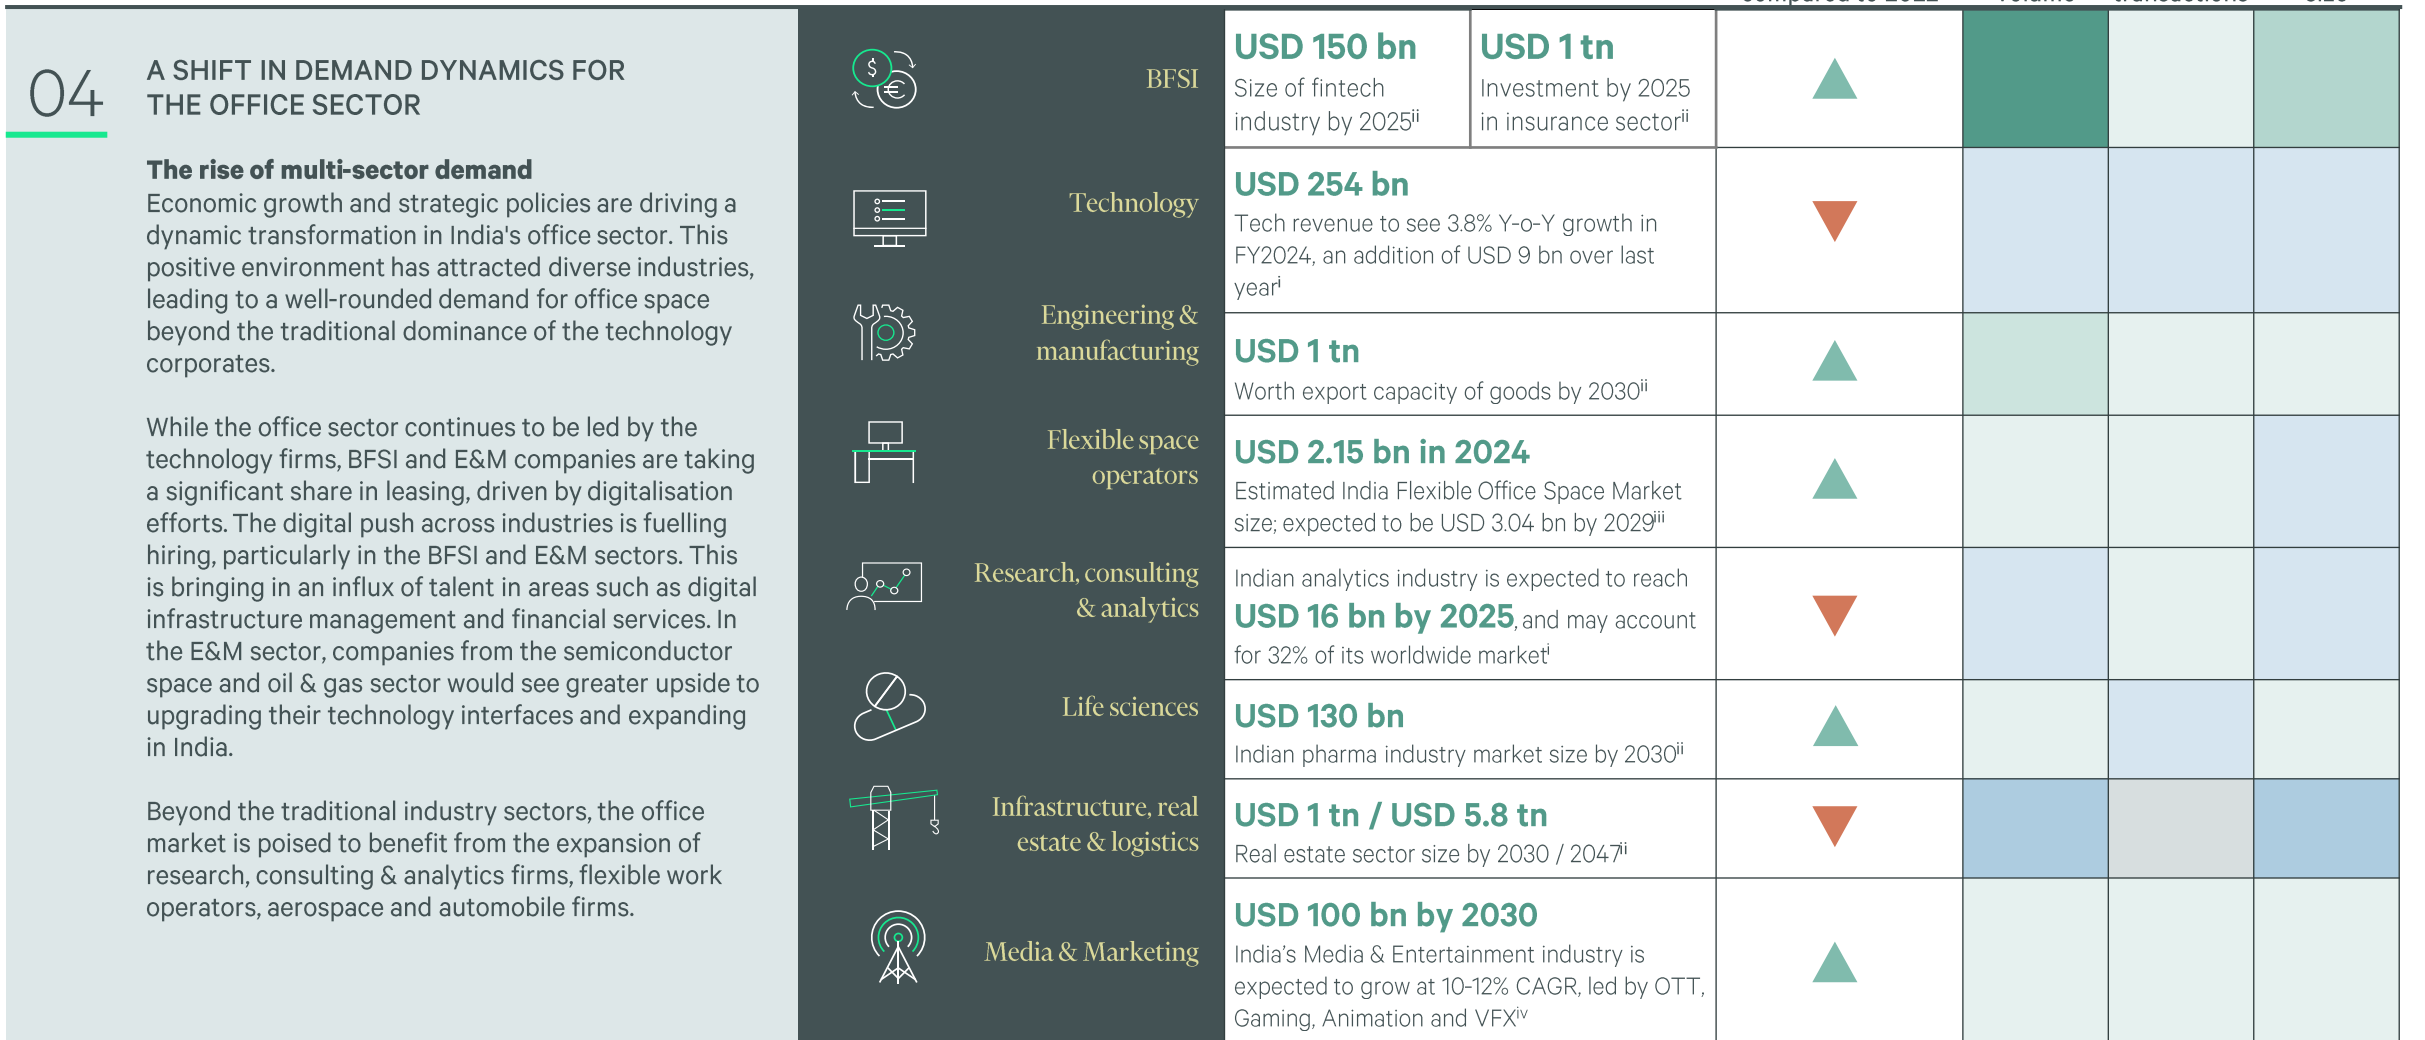 04
A SHIFT IN DEMAND DYNAMICS FOR
THE OFFICE SECTOR
The rise of multi-sector demand
Economic growth and strategic policies are driving a
dynamic transformation in India's office sector. This
positive environment has attracted diverse industries,
leading to a well-rounded demand for office space
beyond the traditional dominance of the technology
corporates.
While the office sector continues to be led by the
technology firms, BFSI and E&M companies are taking
a significant share in leasing, driven by digitalisation
efforts. The digital push across industries is fuelling
hiring, particularly in the BFSI and E&M sectors. This
is bringing in an influx of talent in areas such as digital
infrastructure management and financial services. In
the E&M sector, companies from the semiconductor
space and oil & gas sector would see greater upside to
upgrading their technology interfaces and expanding
in India.
Beyond the traditional industry sectors, the office
market is poised to benefit from the expansion of
research, consulting & analytics firms, flexible work
operators, aerospace and automobile firms.
compared to 2022
volume
transactions
size
$
€
BFSI
USD 150 bn
Size of fintech
industry by 2025ii
USD 1 tn
Investment by 2025
in insurance sectorii
Technology
USD 254 bn
Tech revenue to see 3.8% Y-o-Y growth in
FY2024, an addition of USD 9 bn over last
yeari
Engineering &
manufacturing
USD 1 tn
Worth export capacity of goods by 2030ii
Flexible space
operators
USD 2.15 bn in 2024
Estimated India Flexible Office Space Market
size; expected to be USD 3.04 bn by 2029iii
Research, consulting
& analytics
Indian analytics industry is expected to reach
USD 16 bn by 2025, and may account
for 32% of its worldwide marketi
Life sciences
USD 130 bn
Indian pharma industry market size by 2030ii
Infrastructure, real
estate & logistics
USD 1 tn / USD 5.8 tn
Real estate sector size by 2030 / 2047ii
Media & Marketing
USD 100 bn by 2030
India’s Media & Entertainment industry is
expected to grow at 10-12% CAGR, led by OTT,
Gaming, Animation and VFXiv